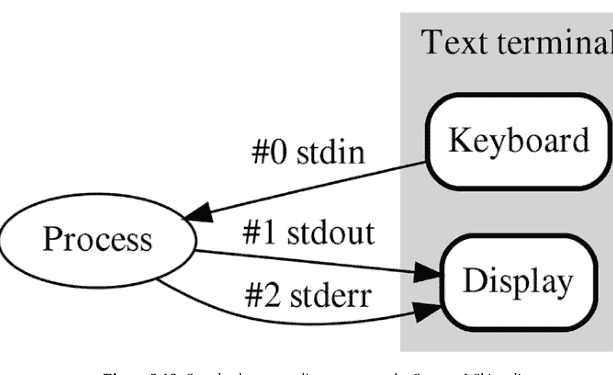 Text terminal
Keyboard
#0 stdin
Process
#1 stdout
Display
#2 stderr